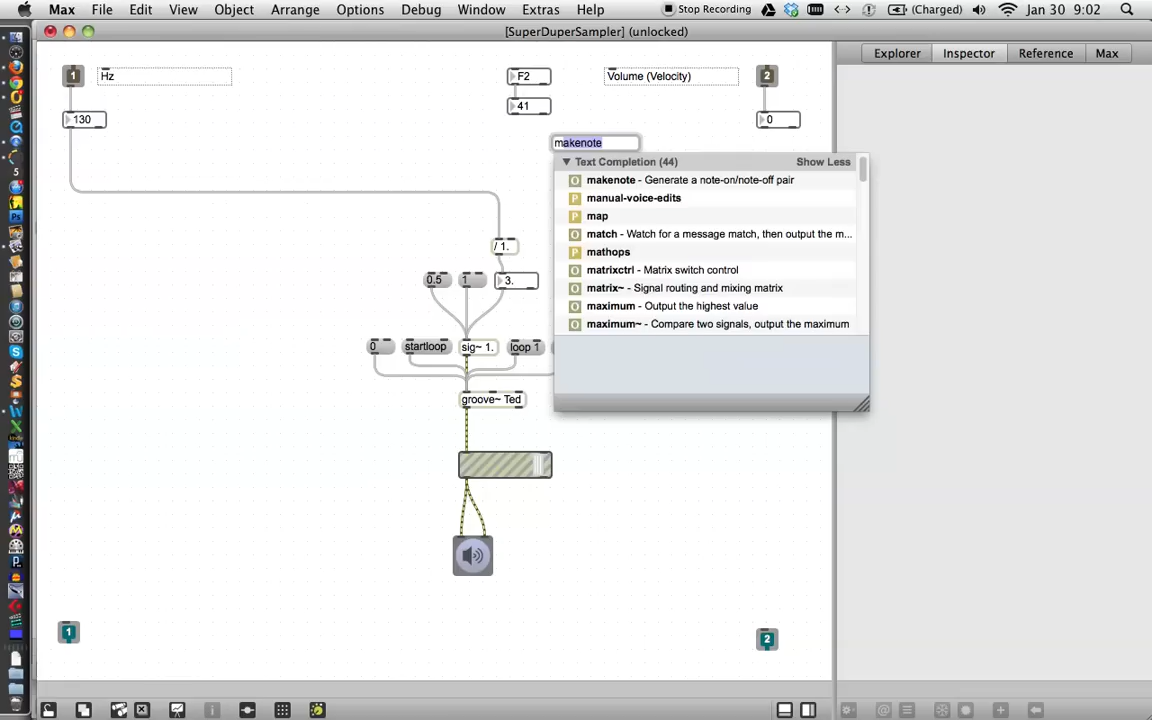 Max File Edit View Object Arrange Options Debug Window Extras Help Stop Recording (Charged) Jan 30 9:02
[SuperDuperSampler] (unlocked)
Explorer Inspector Reference Max
1 Hz F2 Volume (Velocity) 2
41
130 0
makenote
Text Completion (44) Show Less
makenote - Generate a note-on/note-off pair
manual-voice-edits
map
match - Watch for a message match, then output the m...
mathops
matrixctrl - Matrix switch control
matrix~ - Signal routing and mixing matrix
maximum - Output the highest value
maximum~ - Compare two signals, output the maximum
/ 1.
0.5 1 3.
0 startloop sig~ 1. loop 1
groove~ Ted
1 2